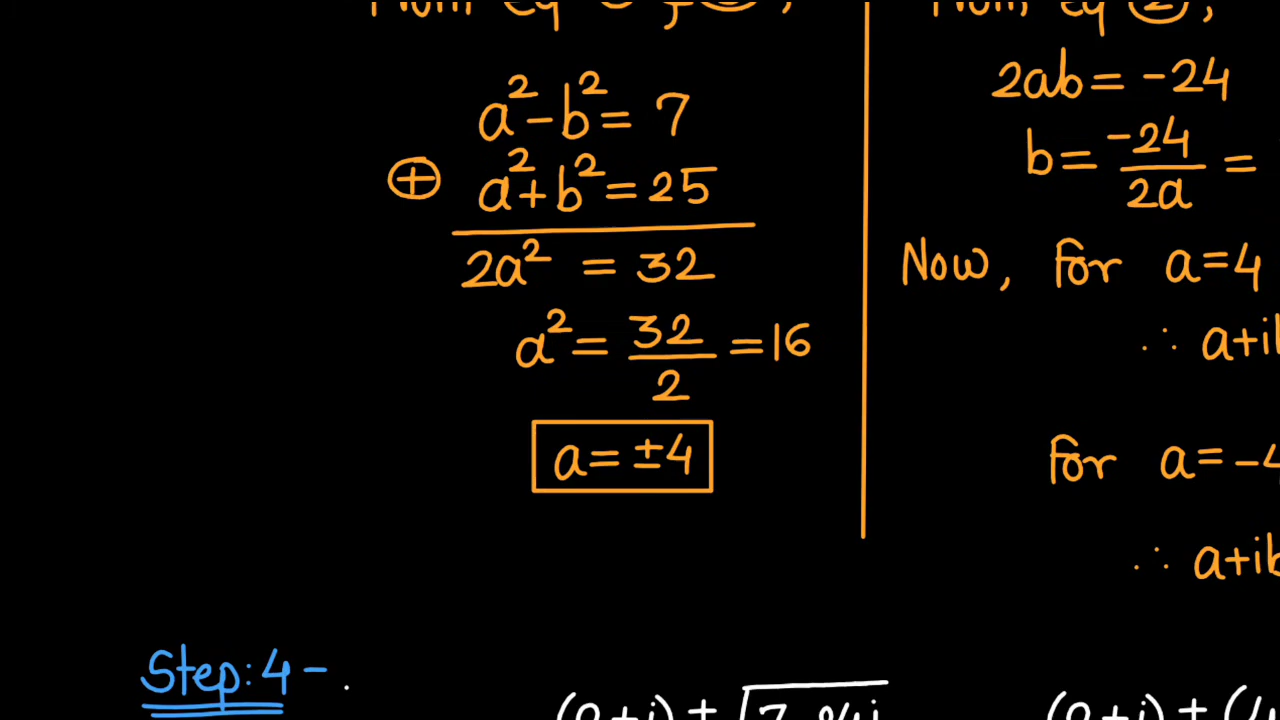 a²-b²= 7
⊕ a²+b²=25
2a² = 32
a²= 32/2 =16
a= ±4
2ab= -24
b= -24/2a =
Now, for a=4
∴ a+i
for a= -4
∴ a+ib
Step:4 -